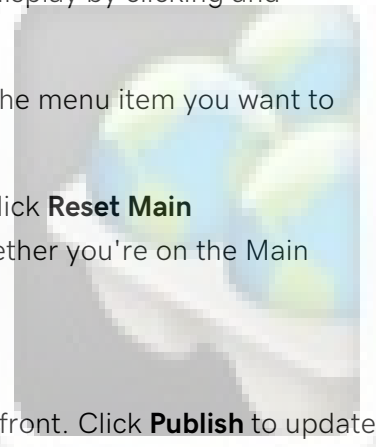 display by clicking and
he menu item you want to
lick Reset Main
ether you're on the Main
front. Click Publish to update